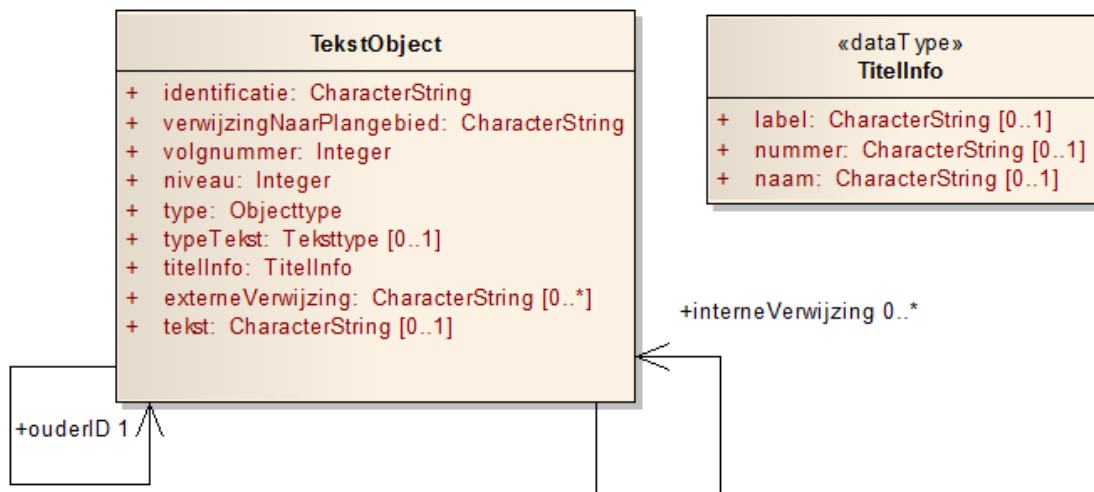 TekstObject
+ identificatie: CharacterString
+ verwijzingNaarPlangebied: CharacterString
+ volgnummer: Integer
+ niveau: Integer
+ type: Objecttype
+ typeTekst: Teksttype [0..1]
+ titelInfo: TitelInfo
+ externeVerwijzing: CharacterString [0..*]
+ tekst: CharacterString [0..1]
«dataType»
TitelInfo
+ label: CharacterString [0..1]
+ nummer: CharacterString [0..1]
+ naam: CharacterString [0..1]
+interneVerwijzing 0..*
+ouderID 1